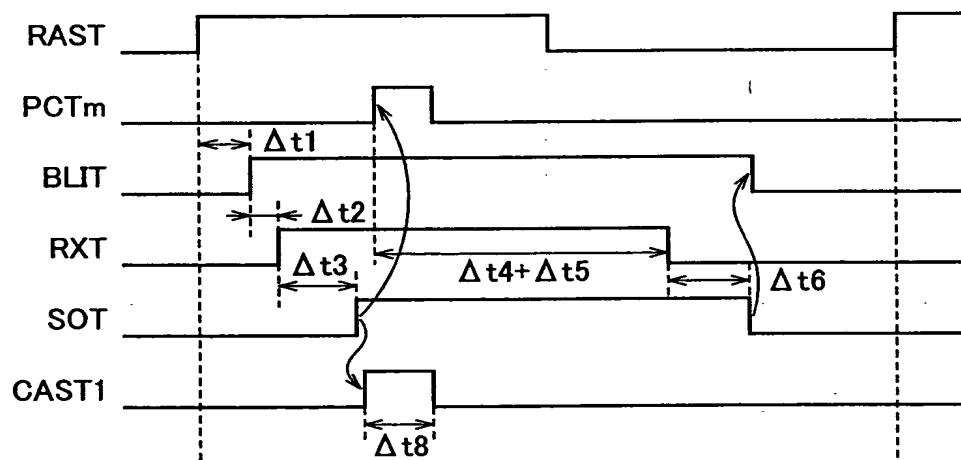 RAST
PCTm
Δt1
BLIT
Δt2
RXT
Δt3
Δt4+Δt5
Δt6
SOT
CAST1
Δt8